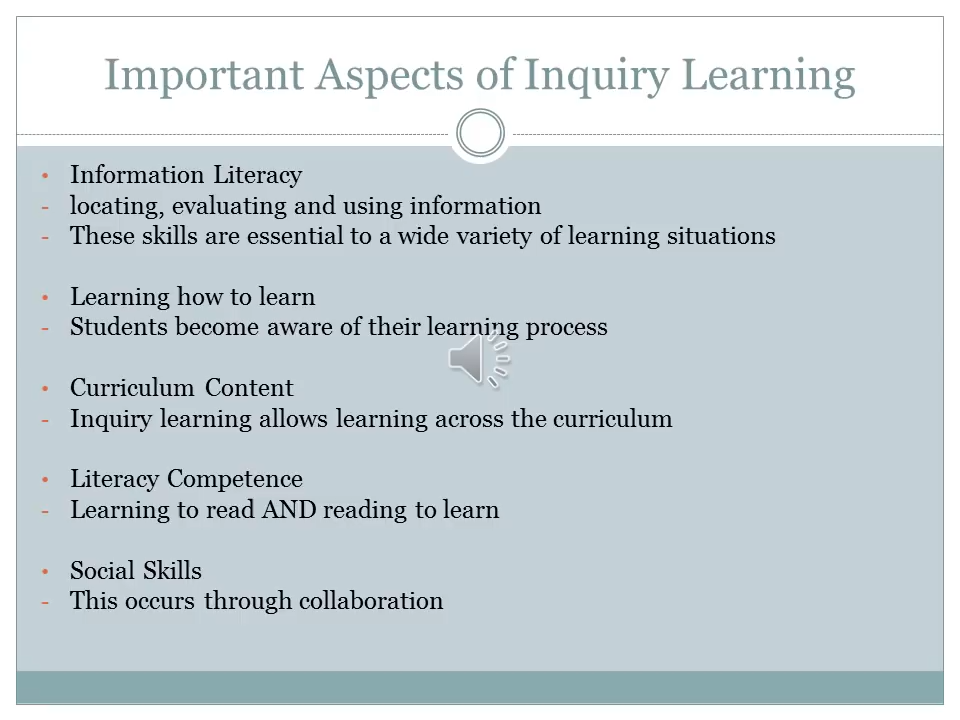 Important Aspects of Inquiry Learning
• Information Literacy
- locating, evaluating and using information
- These skills are essential to a wide variety of learning situations
• Learning how to learn
- Students become aware of their learning process
• Curriculum Content
- Inquiry learning allows learning across the curriculum
• Literacy Competence
- Learning to read AND reading to learn
• Social Skills
- This occurs through collaboration